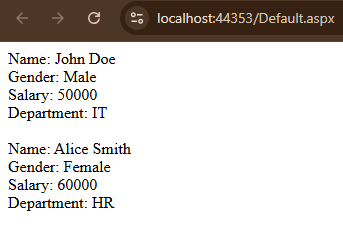 localhost:44353/Default.aspx
Name: John Doe
Gender: Male
Salary: 50000
Department: IT
Name: Alice Smith
Gender: Female
Salary: 60000
Department: HR